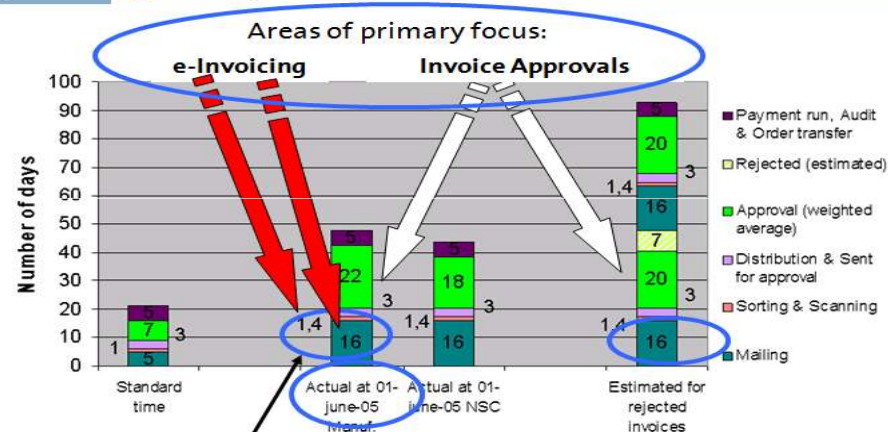 Areas of primary focus:
e-Invoicing Invoice Approvals
Number of days
100
90
80
70
60
50
40
30
20
10
0
5
7
3
1
5
5
22
3
1,4
16
5
18
3
1,4
16
5
20
3
1,4
16
7
20
3
1,4
16
Standard
time
Actual at 01-
june-05
Manuf.
Actual at 01-
june-05 NSC
Estimated for
rejected
invoices
Payment run, Audit
& Order transfer
Rejected (estimated)
Approval (weighted
average)
Distribution & Sent
for approval
Sorting & Scanning
Mailing